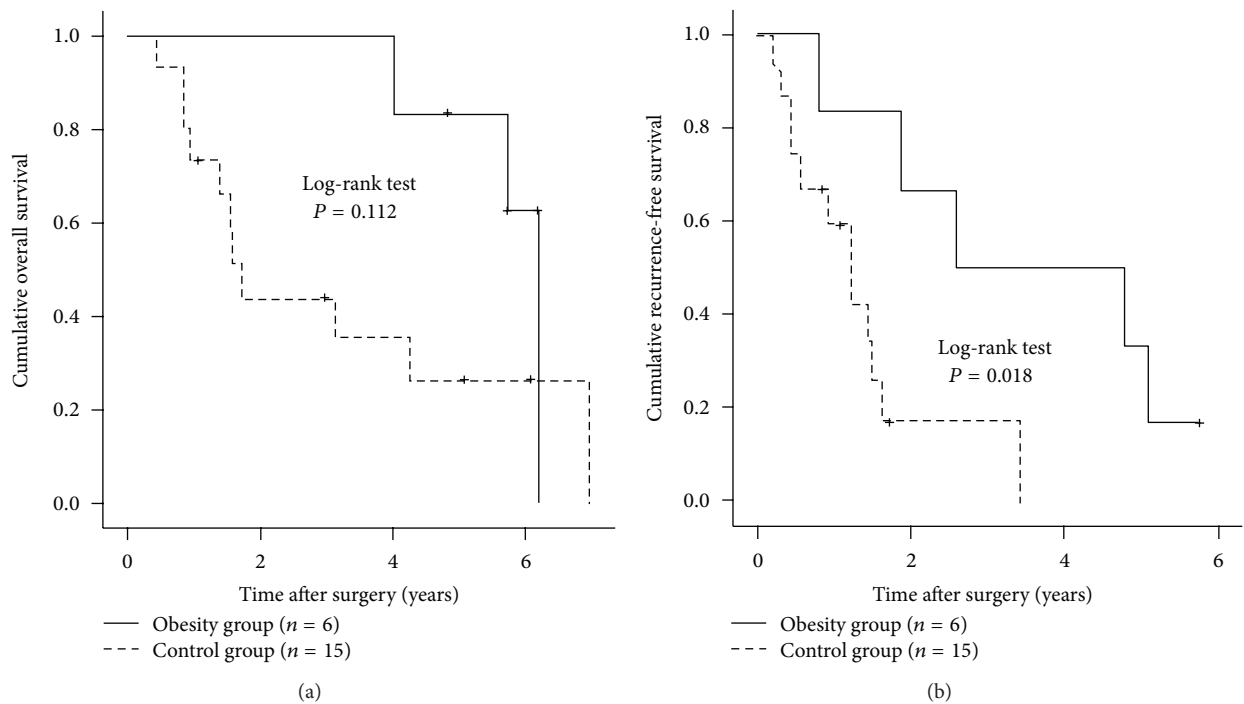 Cumulative overall survival
1.0
0.8
0.6
0.4
0.2
0.0
Log-rank test
P = 0.112
0 2 4 6
Time after surgery (years)
Obesity group (n = 6)
Control group (n = 15)
(a)
Cumulative recurrence-free survival
1.0
0.8
0.6
0.4
0.2
0.0
Log-rank test
P = 0.018
0 2 4 6
Time after surgery (years)
Obesity group (n = 6)
Control group (n = 15)
(b)